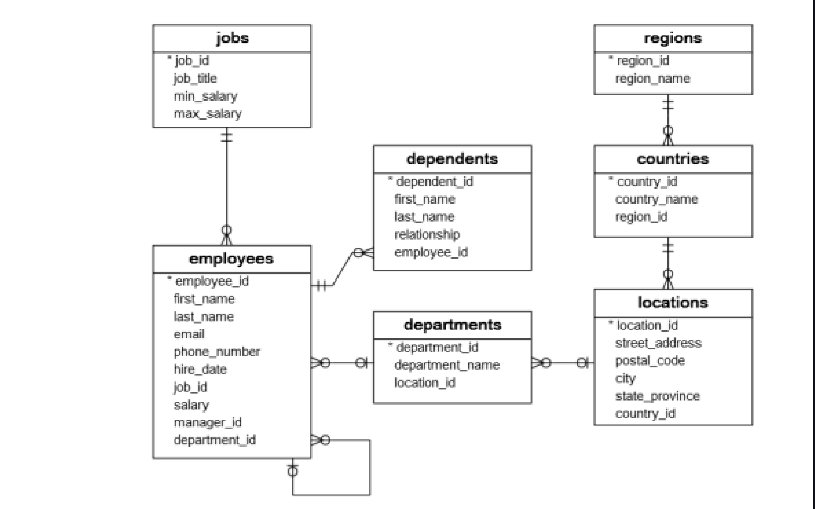 jobs
* job_id
job_title
min_salary
max_salary
regions
* region_id
region_name
dependents
* dependent_id
first_name
last_name
relationship
employee_id
countries
* country_id
country_name
region_id
employees
* employee_id
first_name
last_name
email
phone_number
hire_date
job_id
salary
manager_id
department_id
departments
* department_id
department_name
location_id
locations
* location_id
street_address
postal_code
city
state_province
country_id